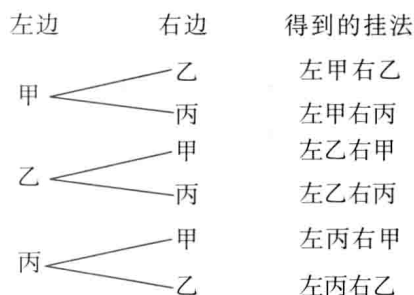 左边 右边 得到的挂法
甲 乙 左甲右乙
丙 左甲右丙
乙 甲 左乙右甲
丙 左乙右丙
丙 甲 左丙右甲
乙 左丙右乙